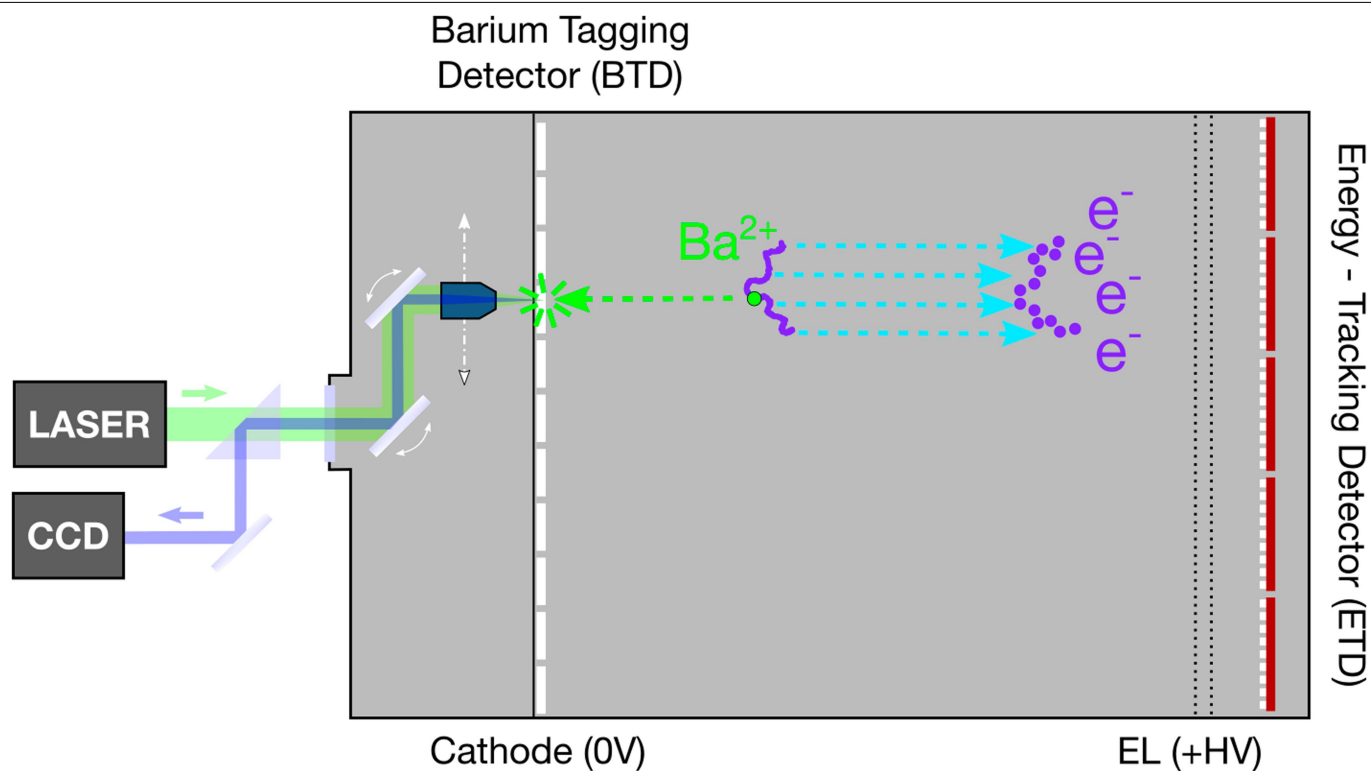 Barium Tagging
Detector (BTD)
Energy - Tracking Detector (ETD)
Ba²⁺
e⁻
e⁻
e⁻
e⁻
LASER
CCD
Cathode (0V)
EL (+HV)